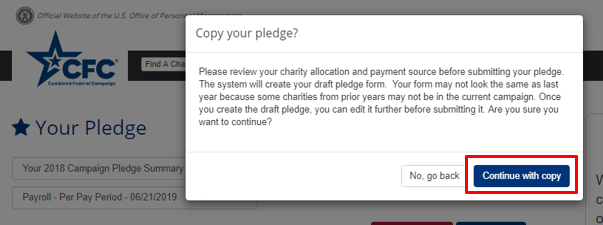 Official Website of the U.S. Office of Personnel Management
Copy your pledge?
CFC
Combined Federal Campaign
Find A Cha
Please review your charity allocation and payment source before submitting your pledge.
The system will create your draft pledge form. Your form may not look the same as last
year because some charities from prior years may not be in the current campaign. Once
you create the draft pledge, you can edit it further before submitting it. Are you sure you
want to continue?
Your Pledge
Your 2018 Campaign Pledge Summary
No, go back
Continue with copy
Payroll - Per Pay Period - 06/21/2019